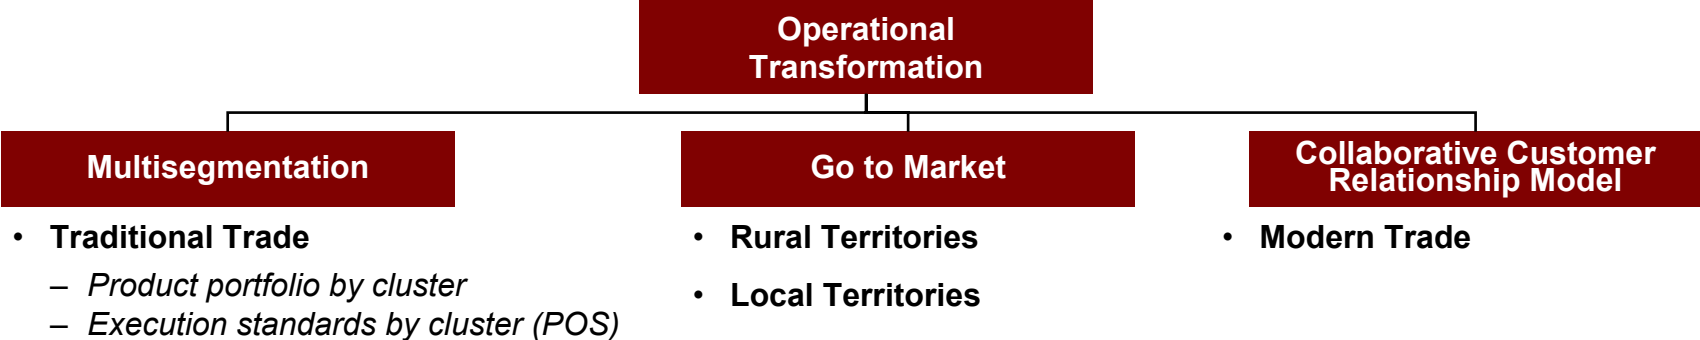 Operational
Transformation
Multisegmentation
Go to Market
Collaborative Customer
Relationship Model
• Traditional Trade
– Product portfolio by cluster
– Execution standards by cluster (POS)
• Rural Territories
• Local Territories
• Modern Trade